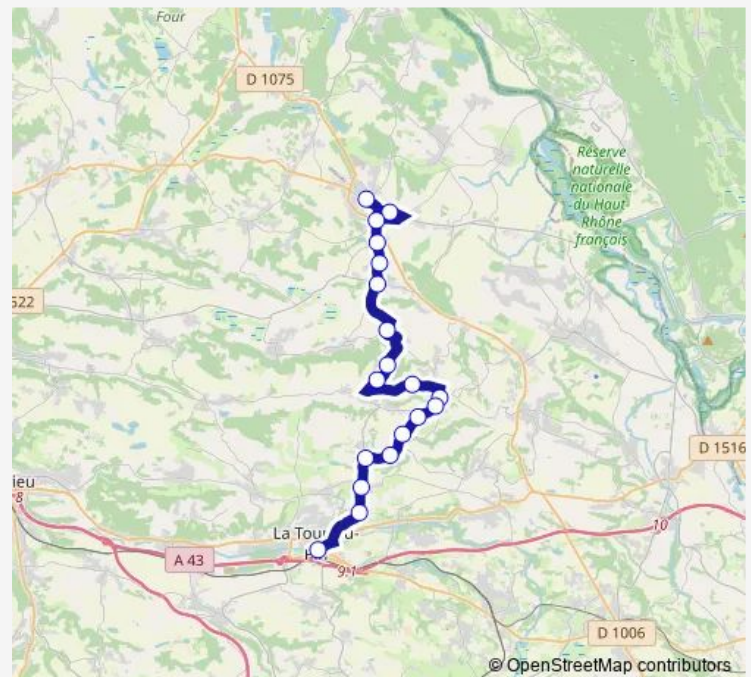 Four
D 1075
Réserve
naturelle
nationale
du Haut
Rhône
français
522
D 1516
ieu
8
La Tour-du-
10
A 43
9.1
D 1006
© OpenStreetMap contributors